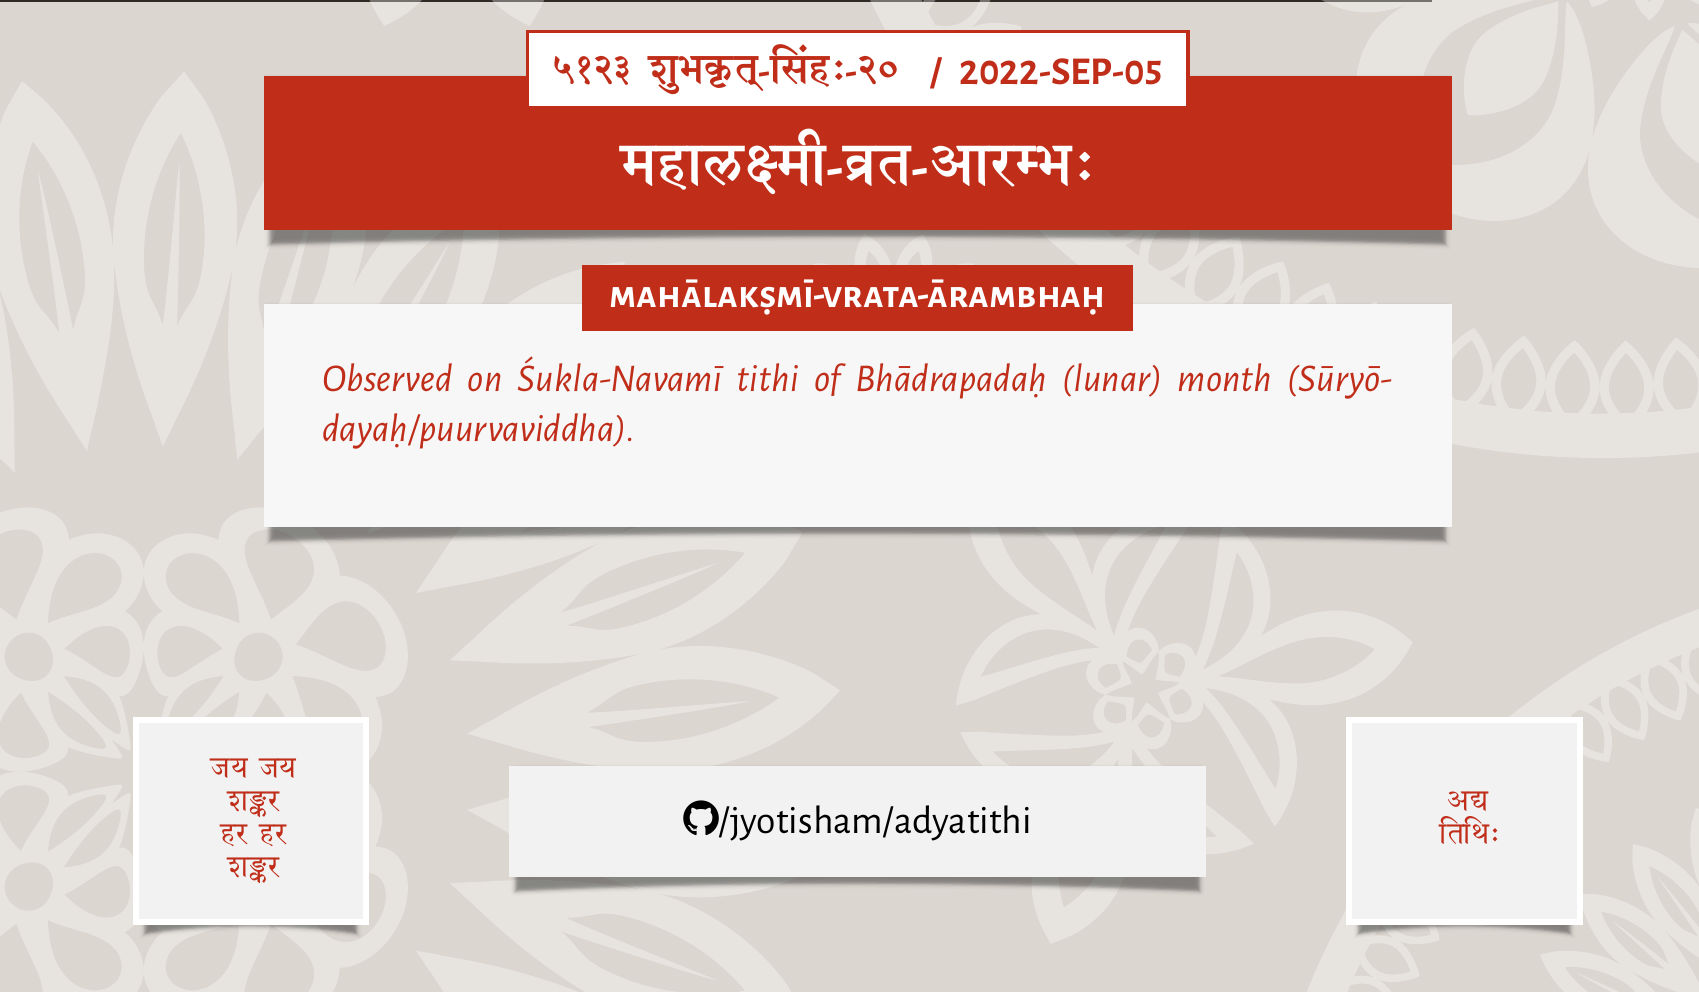 ५१२३ शुभकृत्-सिंहः-२० / 2022-SEP-05
महालक्ष्मी-व्रत-आरम्भः
MAHĀLAKṢMĪ-VRATA-ĀRAMBHAḤ
Observed on Śukla-Navamī tithi of Bhādrapadaḥ (lunar) month (Sūryō-
dayaḥ/puurvaviddha).
जय जय
शङ्कर
हर हर
शङ्कर
/jyotisham/adyatithi
अद्य
तिथिः